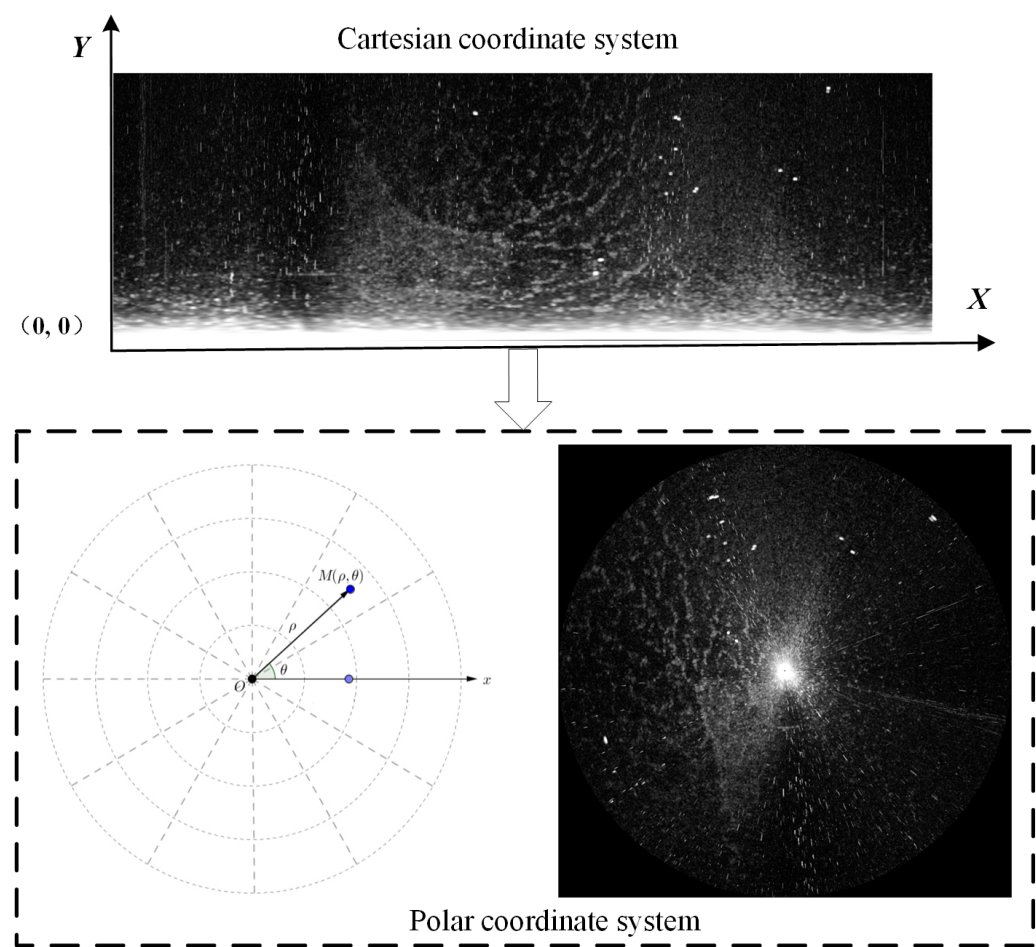 Cartesian coordinate system
Y
X
（0, 0）
M(ρ, θ)
ρ
θ
O
x
Polar coordinate system